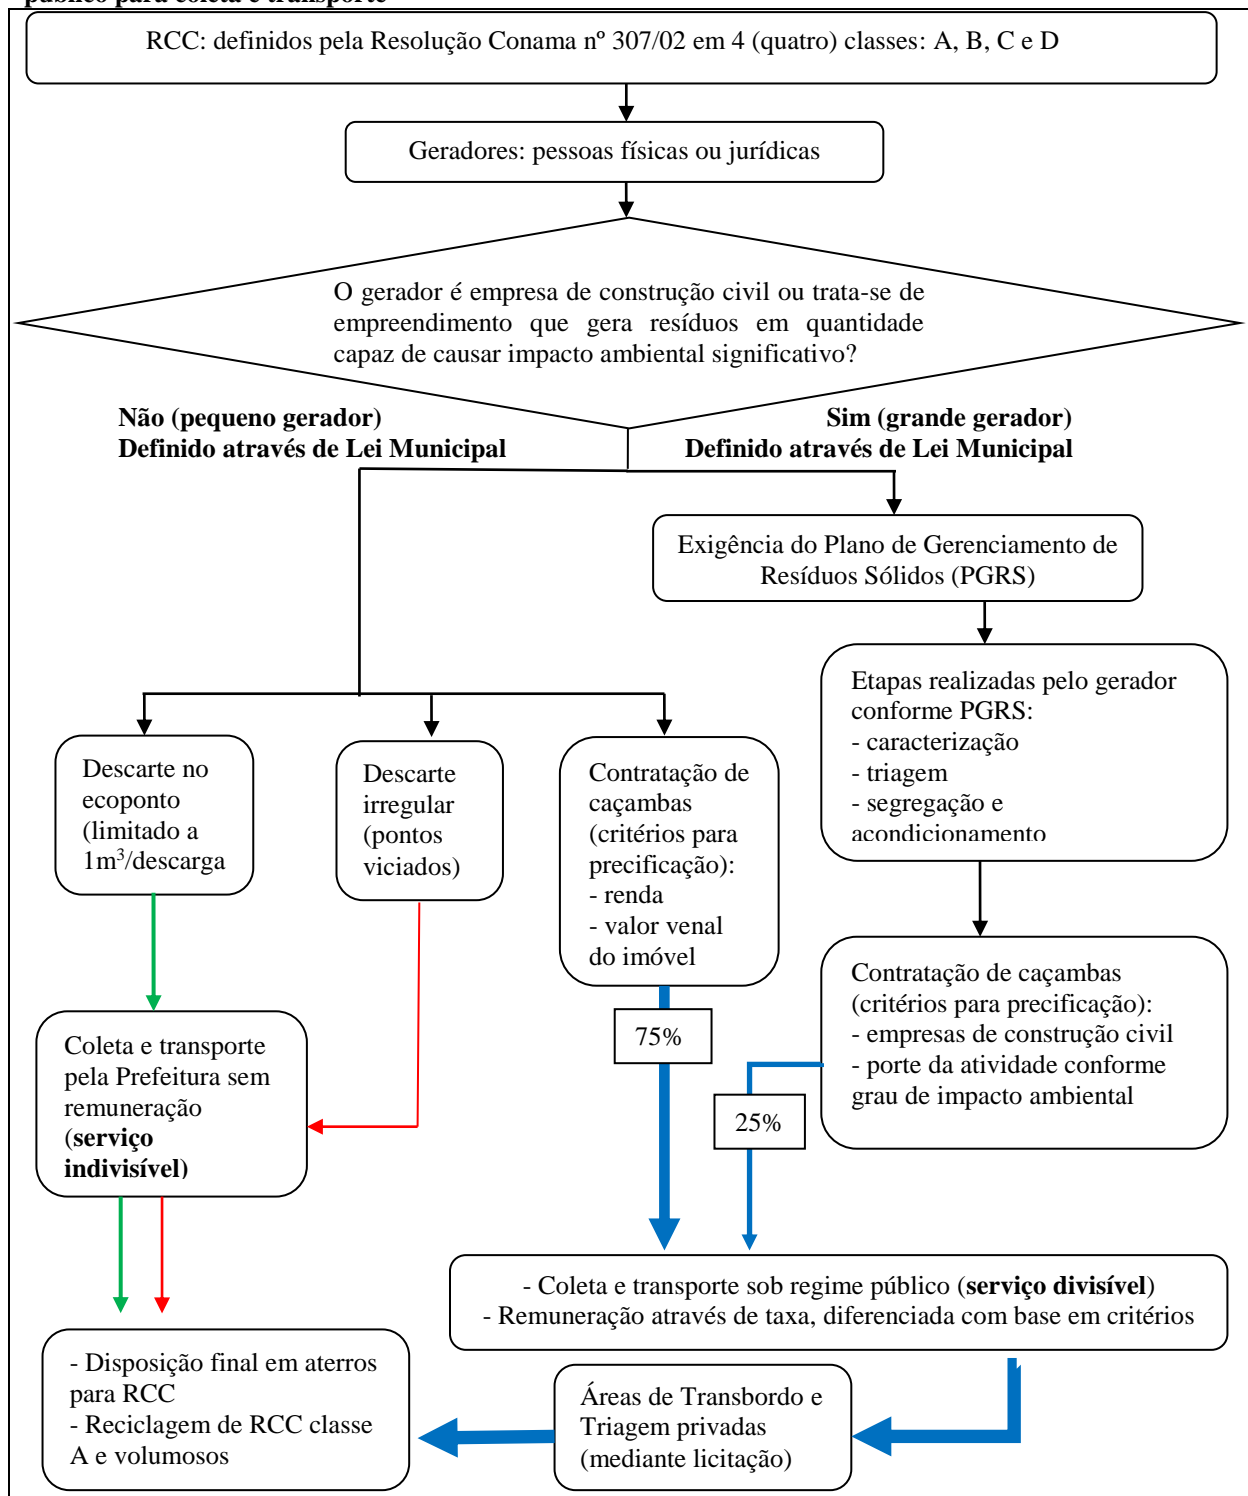 público para coleta e transporte
RCC: definidos pela Resolução Conama nº 307/02 em 4 (quatro) classes: A, B, C e D
Geradores: pessoas físicas ou jurídicas
O gerador é empresa de construção civil ou trata-se de
empreendimento que gera resíduos em quantidade
capaz de causar impacto ambiental significativo?
Não (pequeno gerador)
Definido através de Lei Municipal
Sim (grande gerador)
Definido através de Lei Municipal
Exigência do Plano de Gerenciamento de
Resíduos Sólidos (PGRS)
Etapas realizadas pelo gerador
conforme PGRS:
- caracterização
- triagem
- segregação e
acondicionamento
Descarte no
ecoponto
(limitado a
1m³/descarga
Descarte
irregular
(pontos
viciados)
Contratação de
caçambas
(critérios para
precificação):
- renda
- valor venal
do imóvel
Contratação de caçambas
(critérios para precificação):
- empresas de construção civil
- porte da atividade conforme
grau de impacto ambiental
75%
25%
Coleta e transporte
pela Prefeitura sem
remuneração
(serviço
indivisível)
- Coleta e transporte sob regime público (serviço divisível)
- Remuneração através de taxa, diferenciada com base em critérios
- Disposição final em aterros
para RCC
- Reciclagem de RCC classe
A e volumosos
Áreas de Transbordo e
Triagem privadas
(mediante licitação)